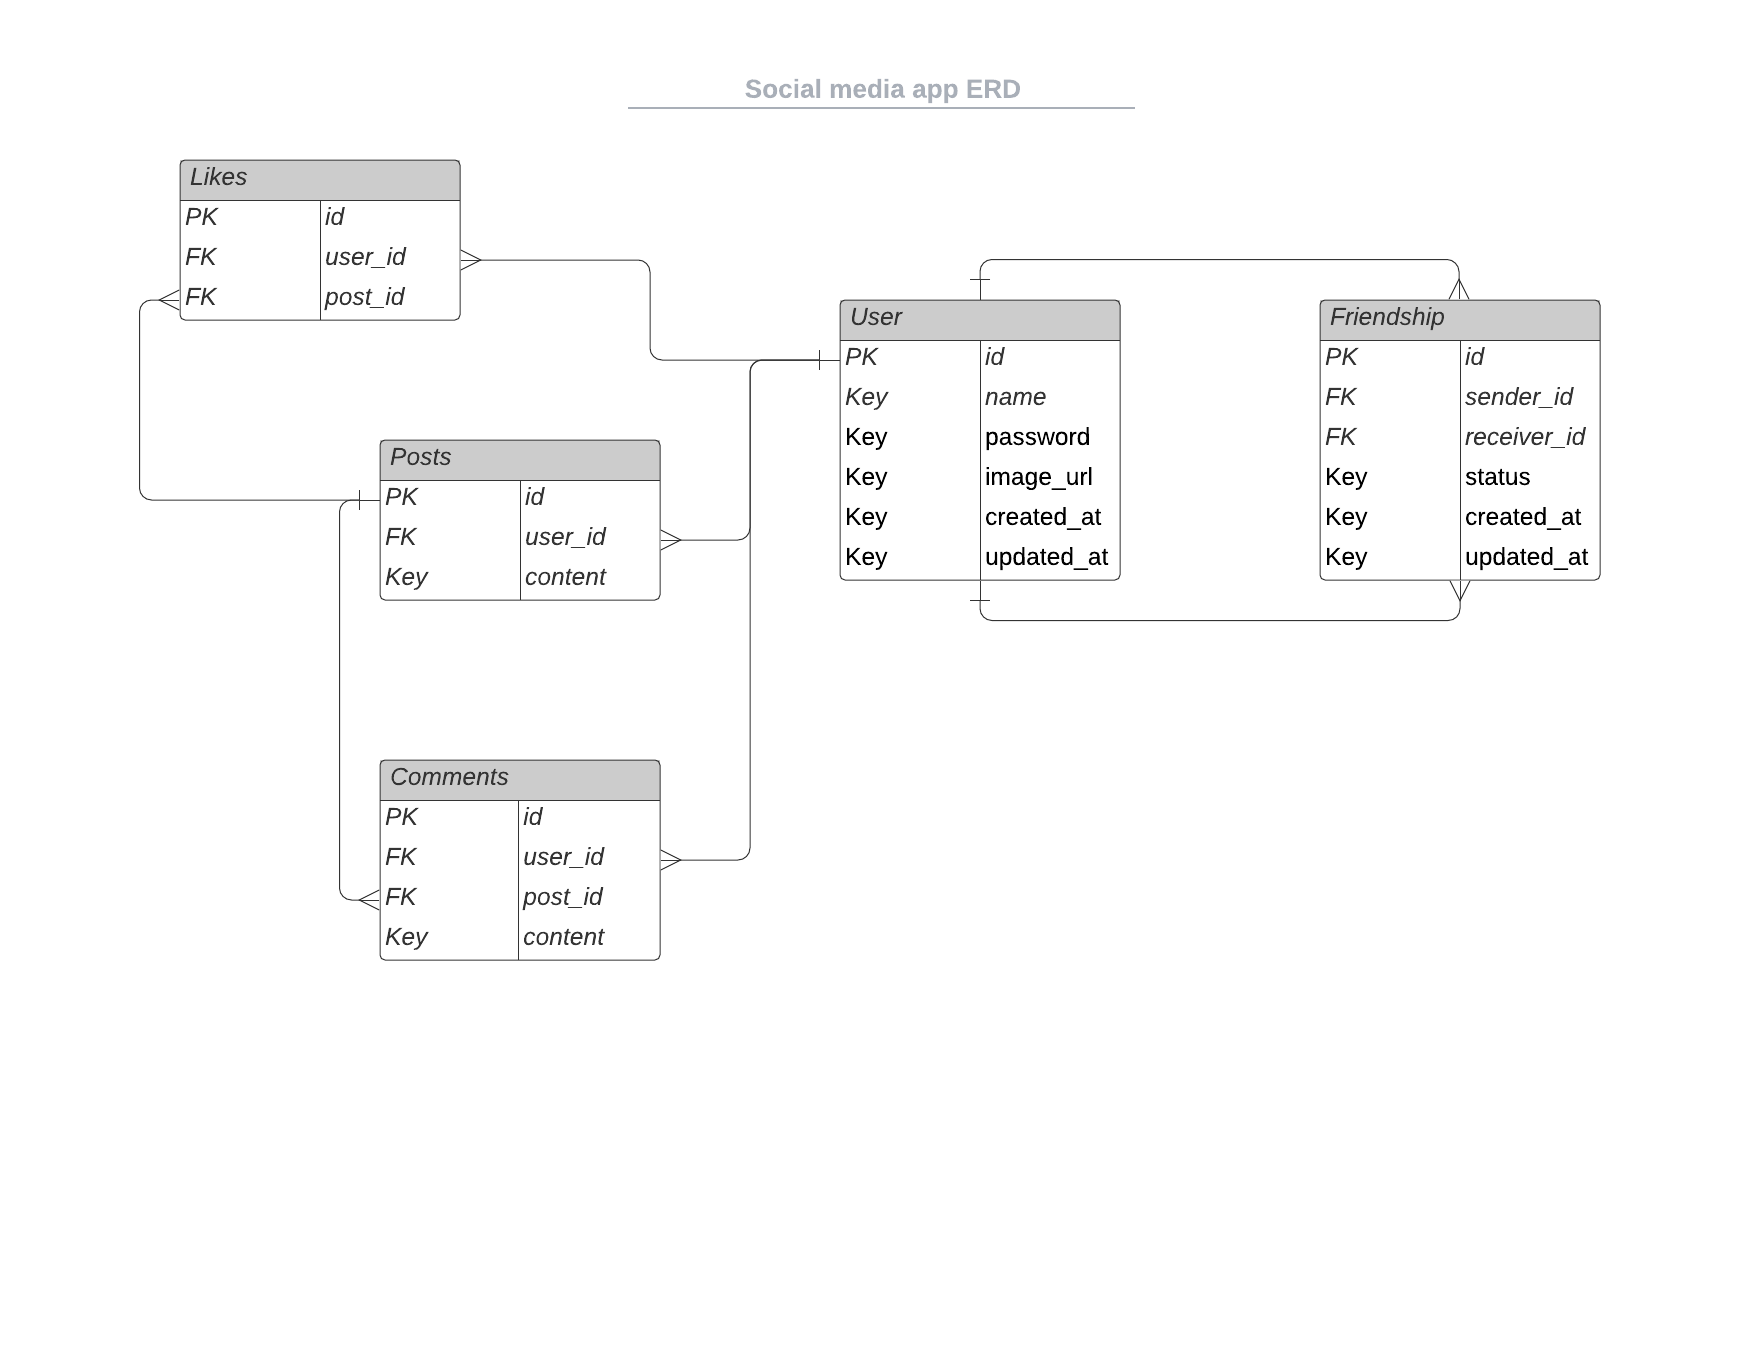 Social media app ERD
Likes
PK id
FK user_id
FK post_id
User
PK id
Key name
Key password
Key image_url
Key created_at
Key updated_at
Friendship
PK id
FK sender_id
FK receiver_id
Key status
Key created_at
Key updated_at
Posts
PK id
FK user_id
Key content
Comments
PK id
FK user_id
FK post_id
Key content